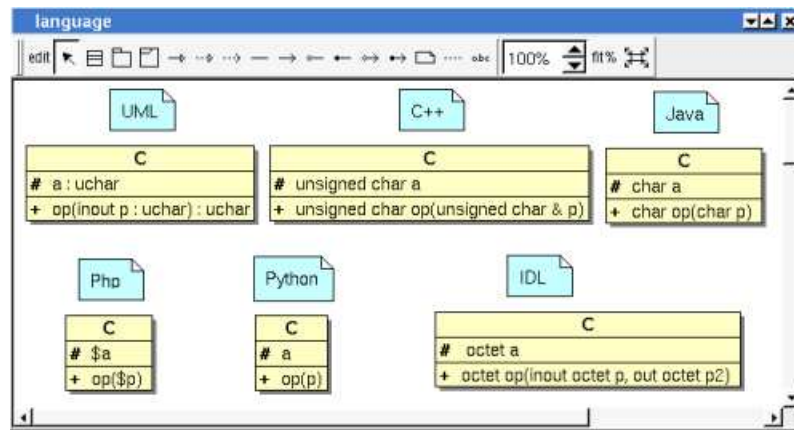 language
edit 100% fit% abc
UML C++ Java
C
# a : uchar
+ op(inout p : uchar) : uchar
C
# unsigned char a
+ unsigned char op(unsigned char & p)
C
# char a
+ char op(char p)
Php Python IDL
C
# $a
+ op($p)
C
# a
+ op(p)
C
# octet a
+ octet op(inout octet p, out octet p2)